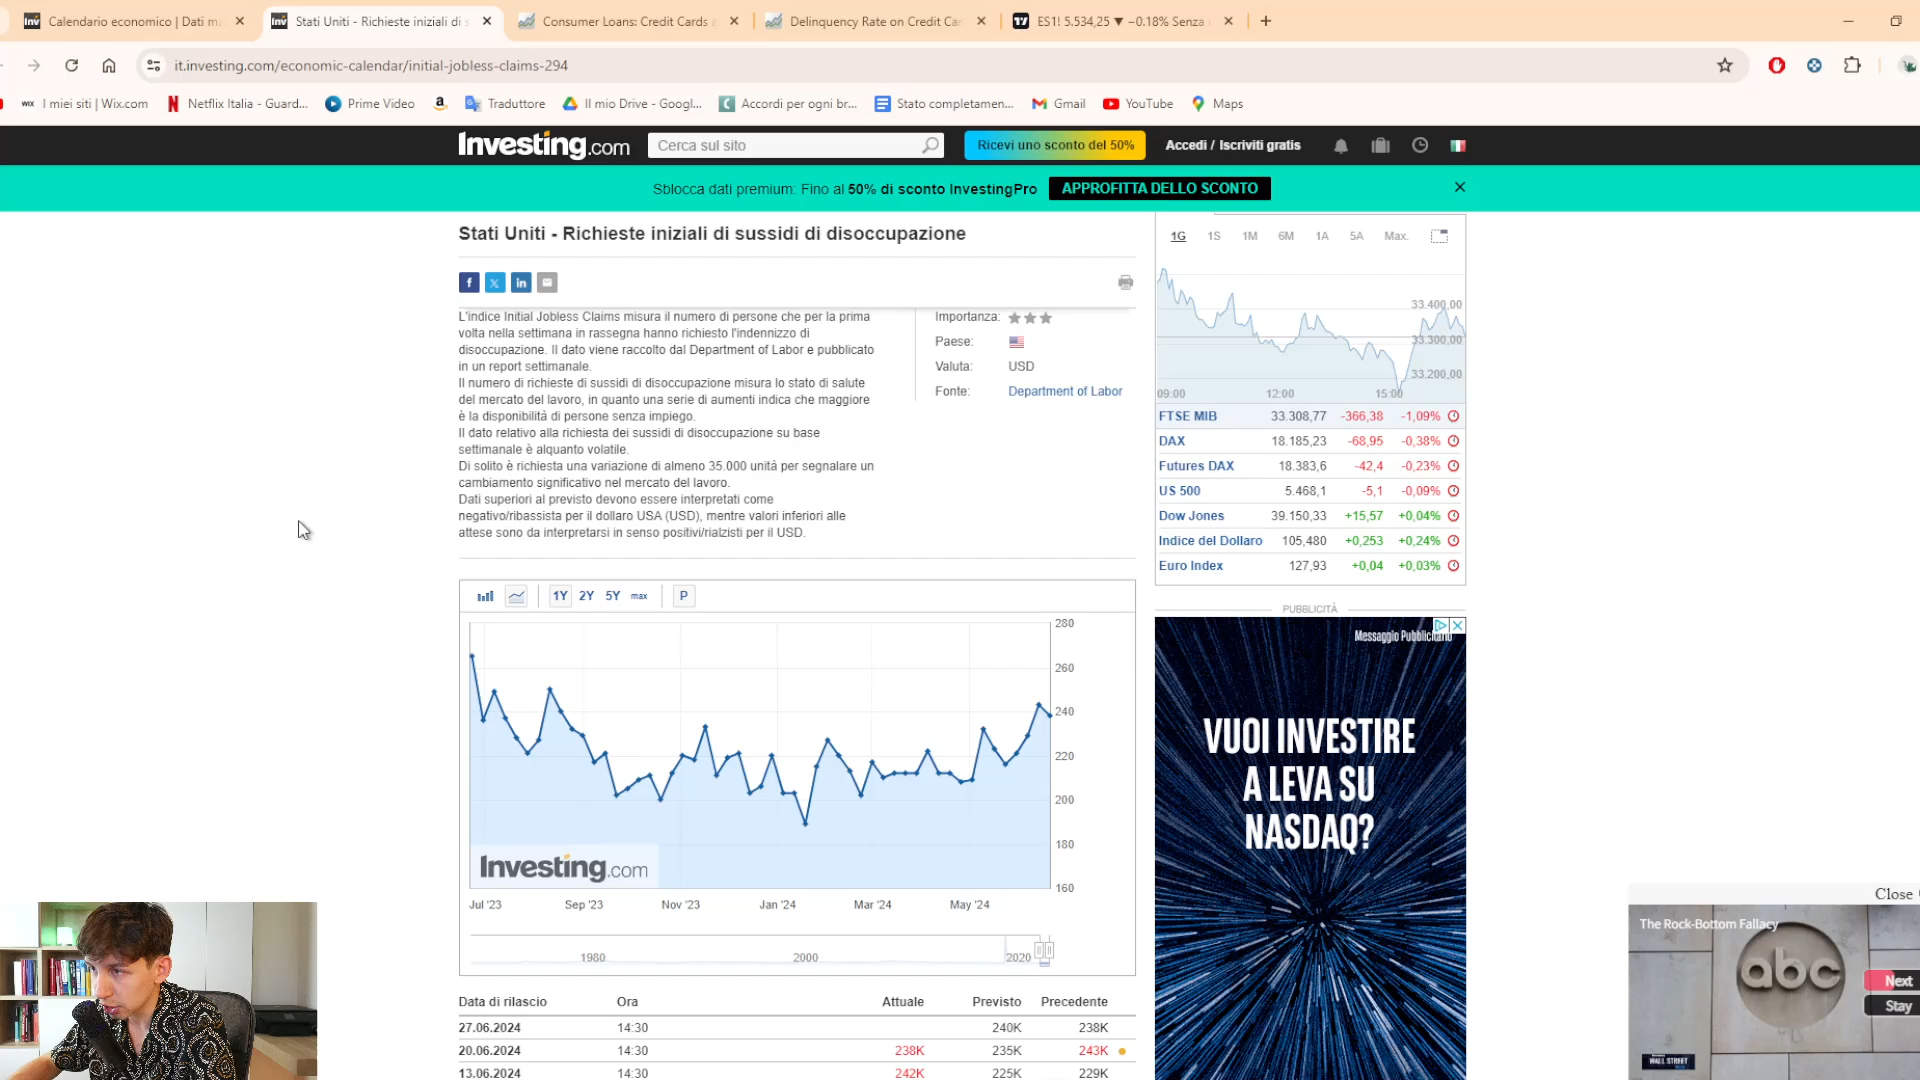 Calendario economico | Dati ma
Stati Uniti - Richieste iniziali di s
Consumer Loans: Credit Cards a
Delinquency Rate on Credit Car
ES1! 5.534,25 ▼ −0.18% Senza
it.investing.com/economic-calendar/initial-jobless-claims-294
I miei siti | Wix.com
Netflix Italia - Guard...
Prime Video
Traduttore
Il mio Drive - Googl...
Accordi per ogni br...
Stato completamen...
Gmail
YouTube
Maps
Investing.com
Cerca sul sito
Ricevi uno sconto del 50%
Accedi / Iscriviti gratis
Sblocca dati premium: Fino al 50% di sconto InvestingPro
APPROFITTA DELLO SCONTO
Stati Uniti - Richieste iniziali di sussidi di disoccupazione
L'indice Initial Jobless Claims misura il numero di persone che per la prima
volta nella settimana in rassegna hanno richiesto l'indennizzo di
disoccupazione. Il dato viene raccolto dal Department of Labor e pubblicato
in un report settimanale.
Il numero di richieste di sussidi di disoccupazione misura lo stato di salute
del mercato del lavoro, in quanto una serie di aumenti indica che maggiore
è la disponibilità di persone senza impiego.
Il dato relativo alla richiesta dei sussidi di disoccupazione su base
settimanale è alquanto volatile.
Di solito è richiesta una variazione di almeno 35.000 unità per segnalare un
cambiamento significativo nel mercato del lavoro.
Dati superiori al previsto devono essere interpretati come
negativo/ribassista per il dollaro USA (USD), mentre valori inferiori alle
attese sono da interpretarsi in senso positivi/rialzisti per il USD.
Importanza:
Paese:
Valuta: USD
Fonte: Department of Labor
1Y 2Y 5Y max P
280
260
240
220
200
180
160
Investing.com
Jul '23 Sep '23 Nov '23 Jan '24 Mar '24 May '24
1980 2000 2020
Data di rilascio Ora Attuale Previsto Precedente
27.06.2024 14:30 240K 238K
20.06.2024 14:30 238K 235K 243K
13.06.2024 14:30 242K 225K 229K
1G 1S 1M 6M 1A 5A Max.
33.400,00
33.300,00
33.200,00
09:00 12:00 15:00
FTSE MIB 33.308,77 -366,38 -1,09%
DAX 18.185,23 -68,95 -0,38%
Futures DAX 18.383,6 -42,4 -0,23%
US 500 5.468,1 -5,1 -0,09%
Dow Jones 39.150,33 +15,57 +0,04%
Indice del Dollaro 105,480 +0,253 +0,24%
Euro Index 127,93 +0,04 +0,03%
PUBBLICITÀ
Messaggio Pubblicitario
VUOI INVESTIRE
A LEVA SU
NASDAQ?
Close
The Rock-Bottom Fallacy
abc
Next
Stay
WALL STREET